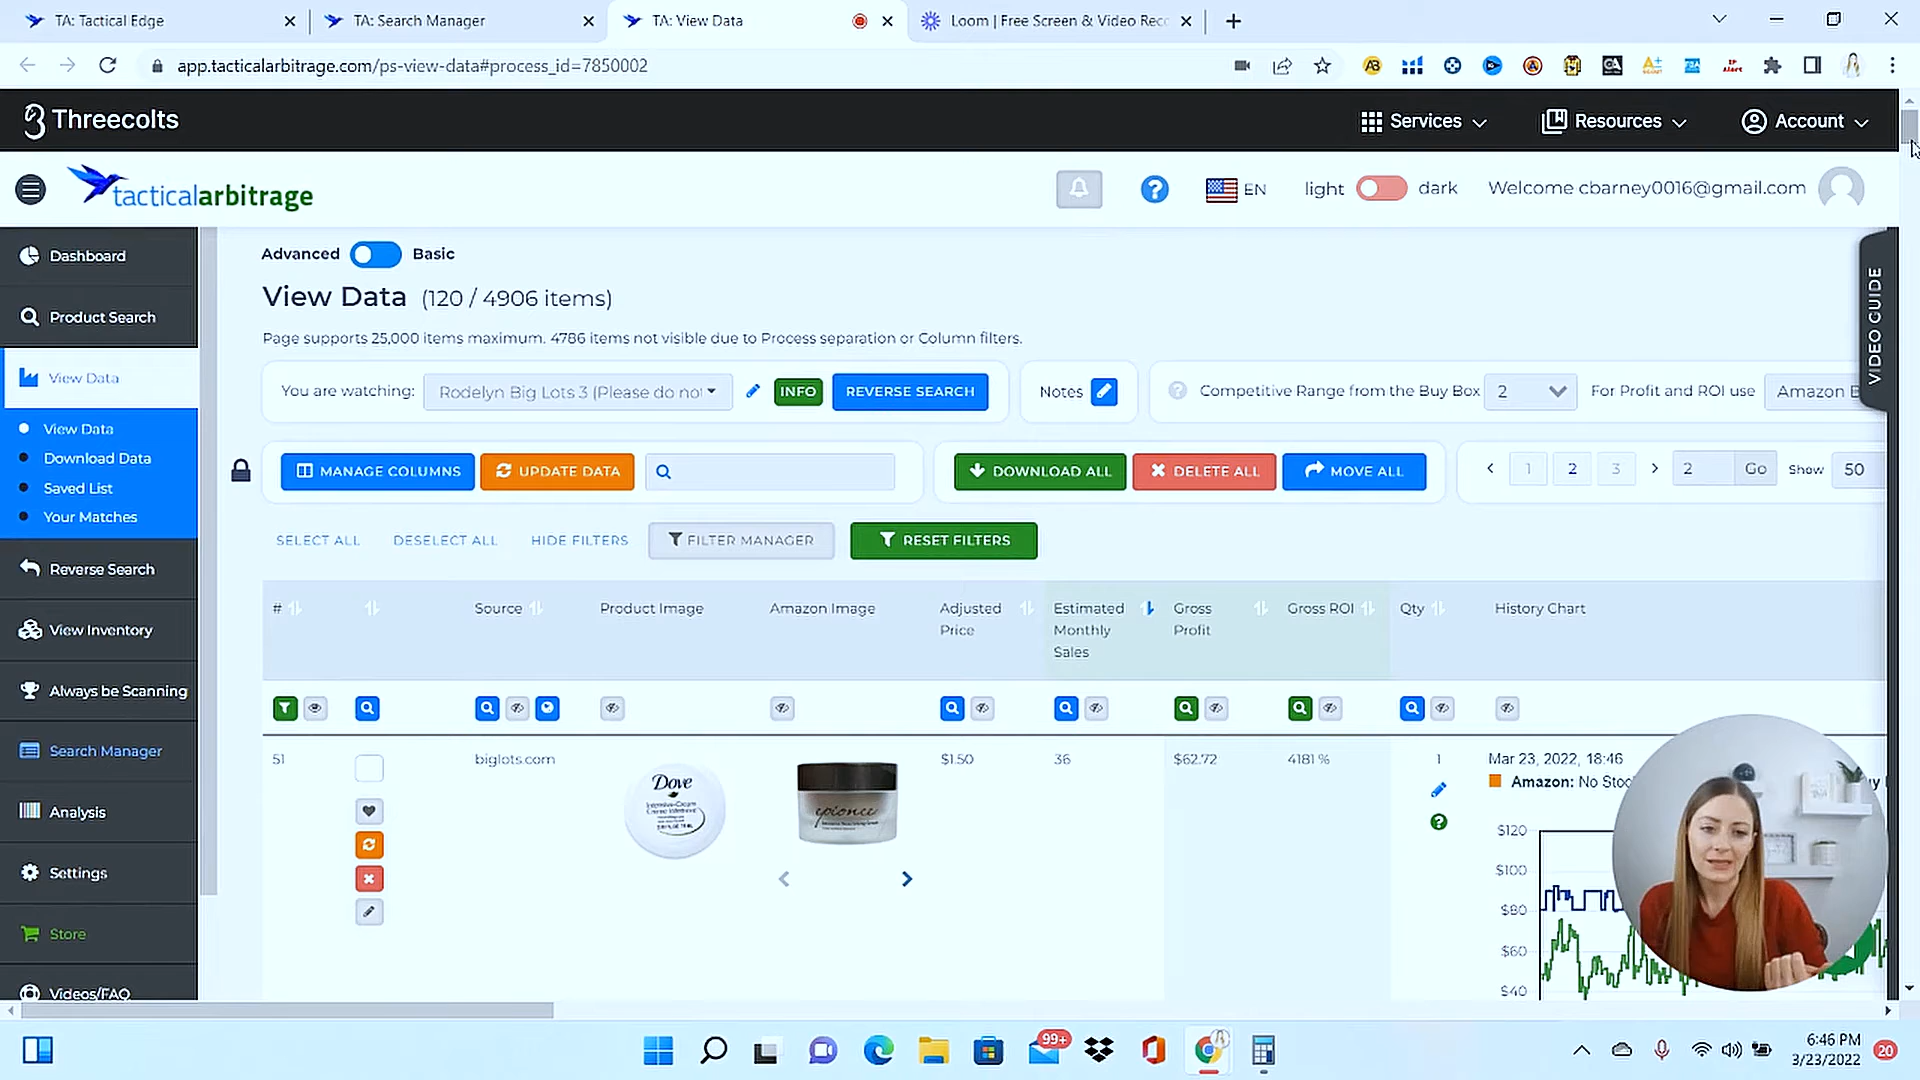 TA: Tactical Edge
TA: Search Manager
TA: View Data
Loom | Free Screen & Video Rec
app.tacticalarbitrage.com/ps-view-data#process_id=7850002
Threecolts
Services
Resources
Account
tacticalarbitrage
EN
light
dark
Welcome cbarney0016@gmail.com
Dashboard
Product Search
View Data
View Data
Download Data
Saved List
Your Matches
Reverse Search
View Inventory
Always be Scanning
Search Manager
Analysis
Settings
Store
Videos/FAQ
Advanced
Basic
View Data (120 / 4906 items)
Page supports 25,000 items maximum. 4786 items not visible due to Process separation or Column filters.
You are watching:
Rodelyn Big Lots 3 (Please do no
INFO
REVERSE SEARCH
Notes
Competitive Range from the Buy Box
2
For Profit and ROI use
Amazon B
VIDEO GUIDE
MANAGE COLUMNS
UPDATE DATA
DOWNLOAD ALL
DELETE ALL
MOVE ALL
1
2
3
2
Go
Show
50
SELECT ALL
DESELECT ALL
HIDE FILTERS
FILTER MANAGER
RESET FILTERS
#
Source
Product Image
Amazon Image
Adjusted
Price
Estimated
Monthly
Sales
Gross
Profit
Gross ROI
Qty
History Chart
51
biglots.com
Dove
epionce
$1.50
36
$62.72
4181 %
1
Mar 23, 2022, 18:46
Amazon: No Stoc
$120
$100
$80
$60
$40
99+
6:46 PM
3/23/2022
20